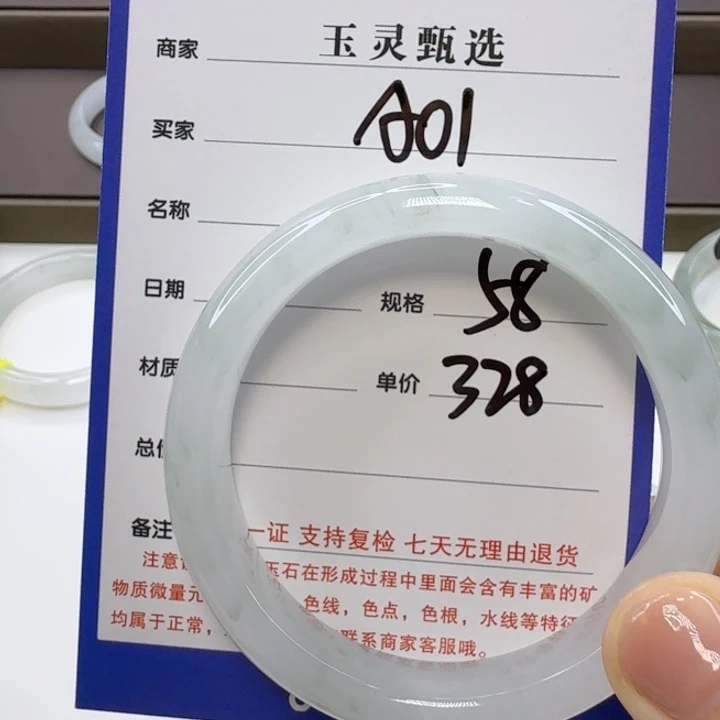 商家 玉灵甄选
买家 A01
名称
日期 规格 58
材质 单价 328
总
备注 一证 支持复检 七天无理由退货
注意 玉石在形成过程中里面会含有丰富的矿
物质微量元 色线，色点，色根，水线等特征
均属于正常， 联系商家客服哦。